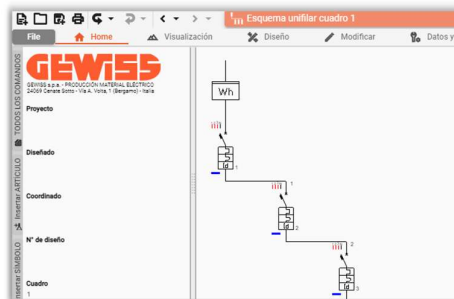 Esquema unifilar cuadro 1
File Home Visualización Diseño Modificar Datos y
TODOS LOS COMANDOS
Insertar ARTICULO
Insertar SIMBOLO
GEWISS
GEWISS s.p.a. - PRODUCCIÓN MATERIAL ELÉCTRICO
24069 Cenate Sotto - Via A. Volta, 1 (Bergamo) - Italia
Proyecto
Diseñado
Coordinado
N° de diseño
Cuadro
1
Wh
1
1
2
2
3